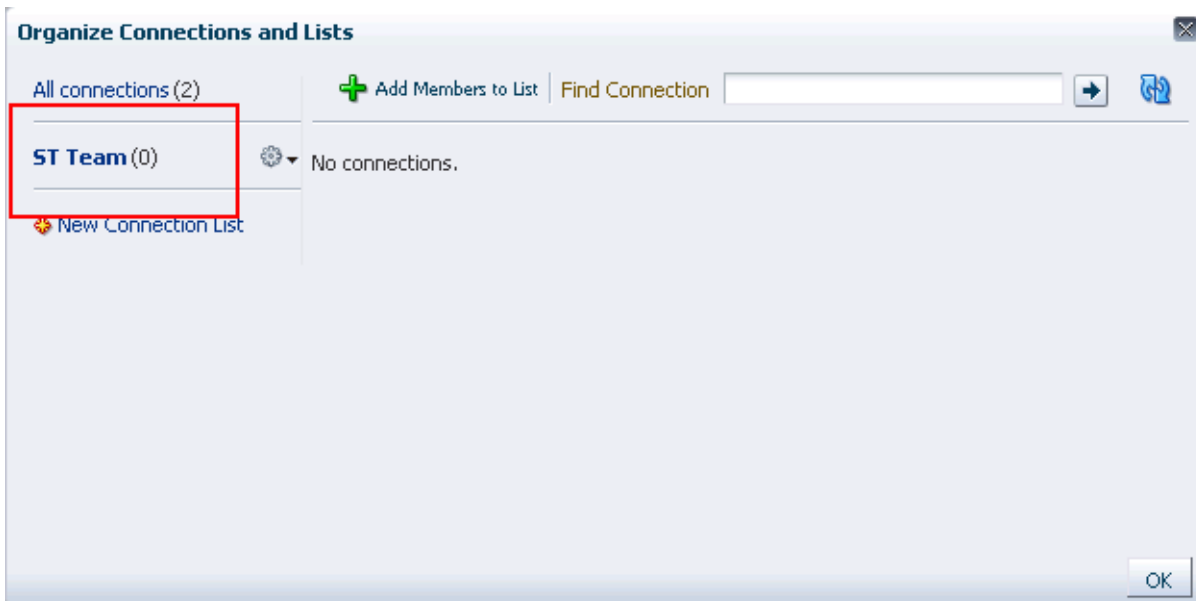 Organize Connections and Lists
All connections (2)
Add Members to List
Find Connection
ST Team (0)
No connections.
New Connection List
OK